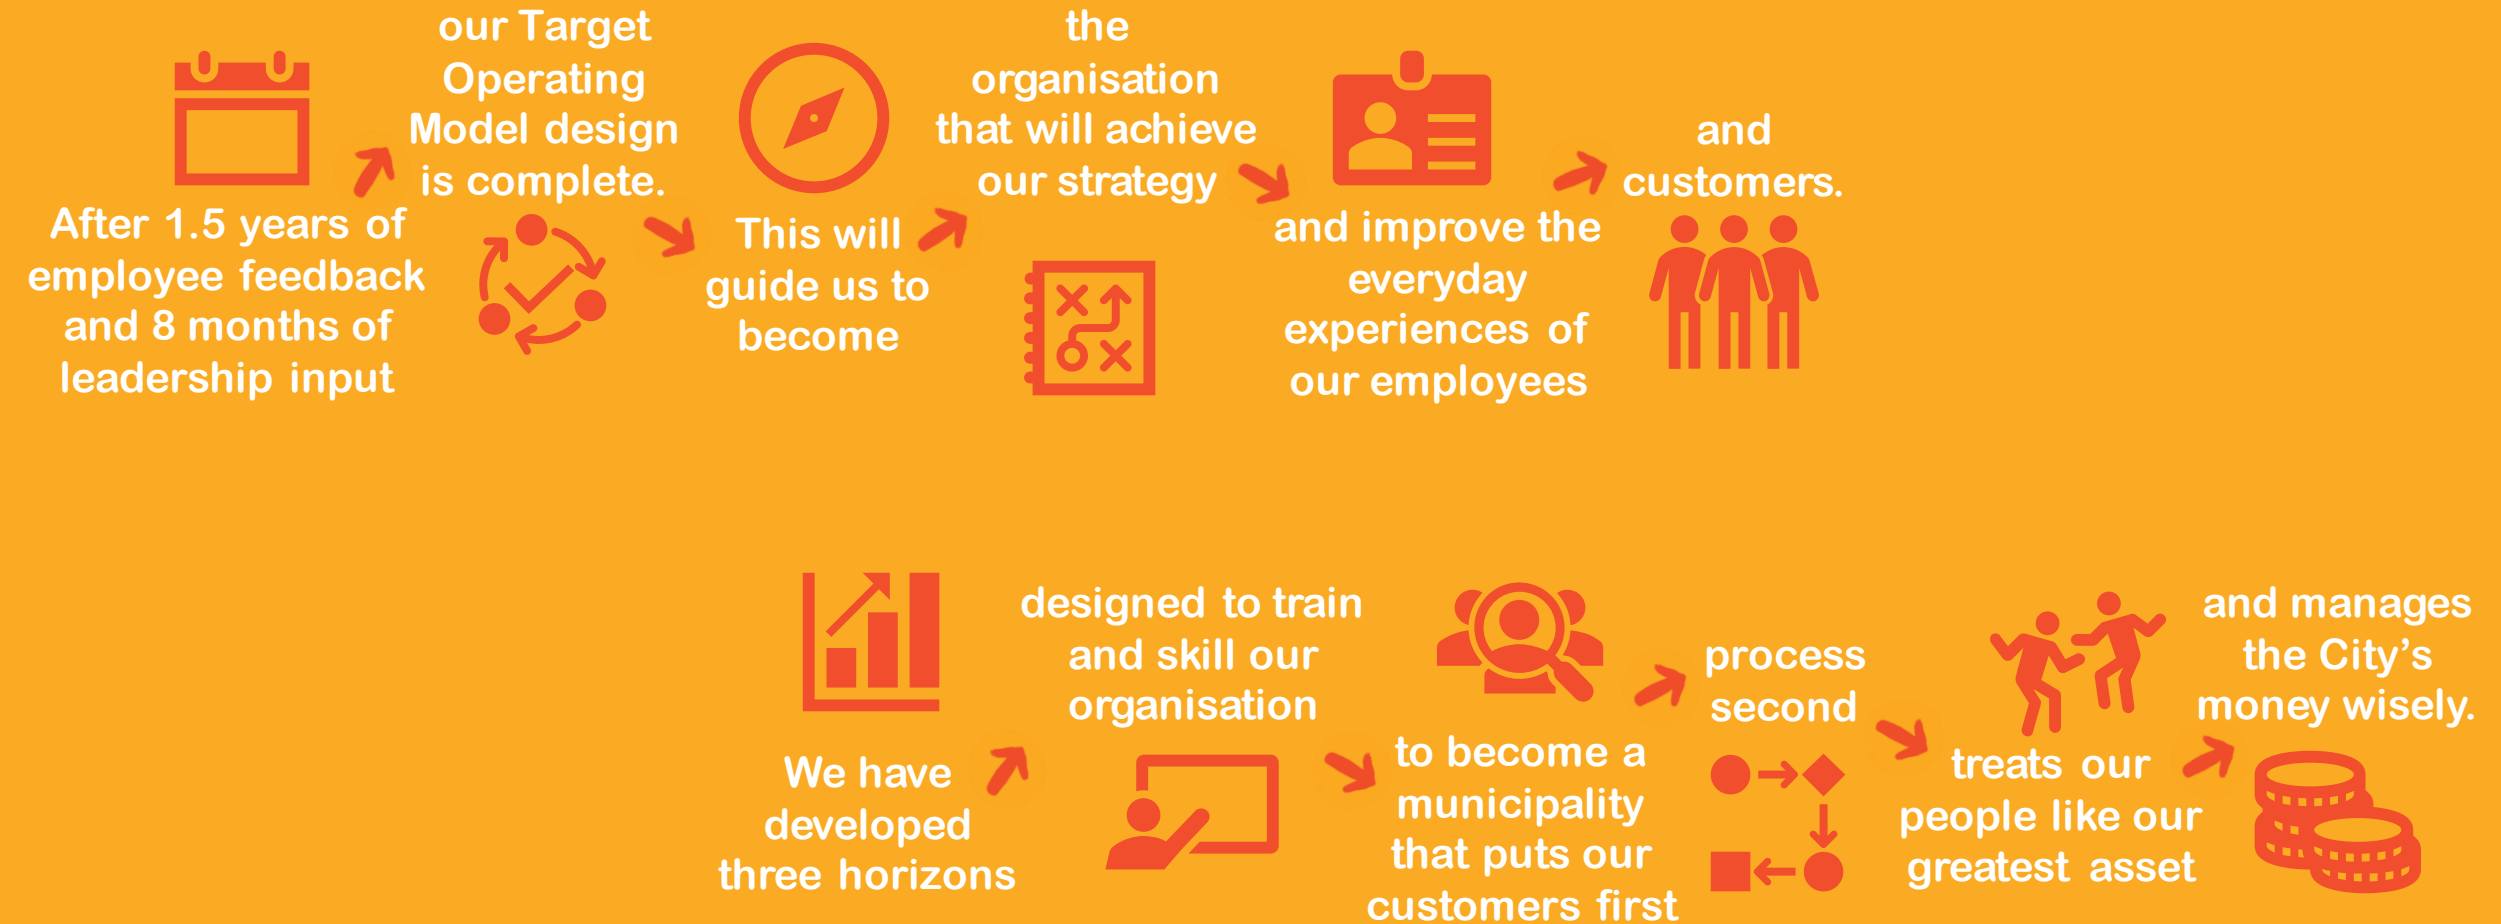 After 1.5 years of
employee feedback
and 8 months of
leadership input
our Target
Operating
Model design
is complete.
This will
guide us to
become
the
organisation
that will achieve
our strategy
and improve the
everyday
experiences of
our employees
and
customers.
We have
developed
three horizons
designed to train
and skill our
organisation
to become a
municipality
that puts our
customers first
process
second
treats our
people like our
greatest asset
and manages
the City’s
money wisely.